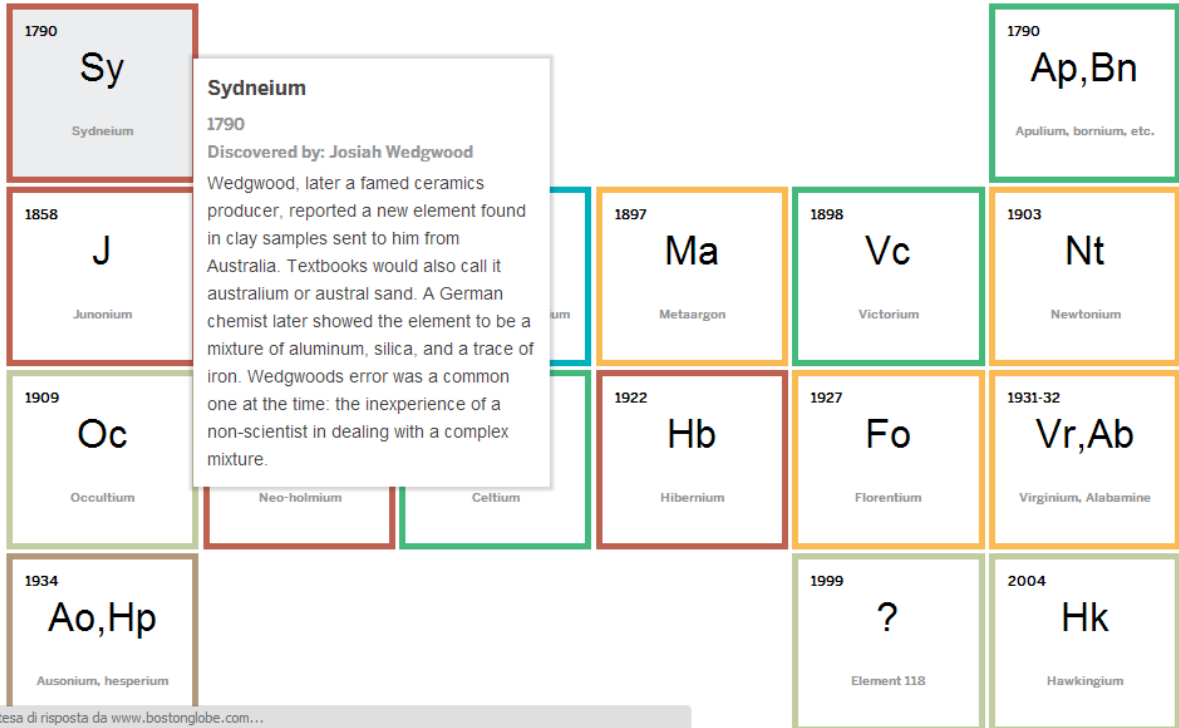 1790
Sy
Sydneium
Sydneium
1790
Discovered by: Josiah Wedgwood
Wedgwood, later a famed ceramics
producer, reported a new element found
in clay samples sent to him from
Australia. Textbooks would also call it
australium or austral sand. A German
chemist later showed the element to be a
mixture of aluminum, silica, and a trace of
iron. Wedgwoods error was a common
one at the time: the inexperience of a
non-scientist in dealing with a complex
mixture.
1790
Ap,Bn
Apulium, bornium, etc.
1858
J
Junonium
1897
Ma
Metaargon
1898
Vc
Victorium
1903
Nt
Newtonium
1909
Oc
Occultium
Neo-holmium
Celtium
1922
Hb
Hibernium
1927
Fo
Florentium
1931-32
Vr,Ab
Virginium, Alabamine
1934
Ao,Hp
Ausonium, hesperium
1999
?
Element 118
2004
Hk
Hawkingium
tesa di risposta da www.bostonglobe.com...